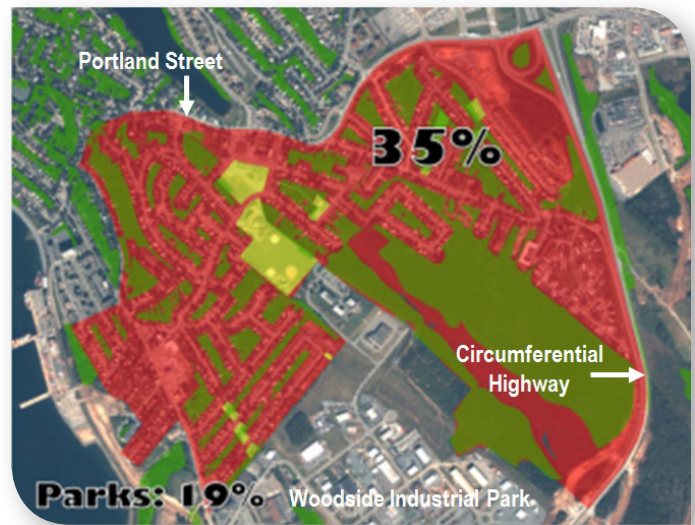 Portland Street
35%
Circumferential
Highway
Parks: 19%
Woodside Industrial Park